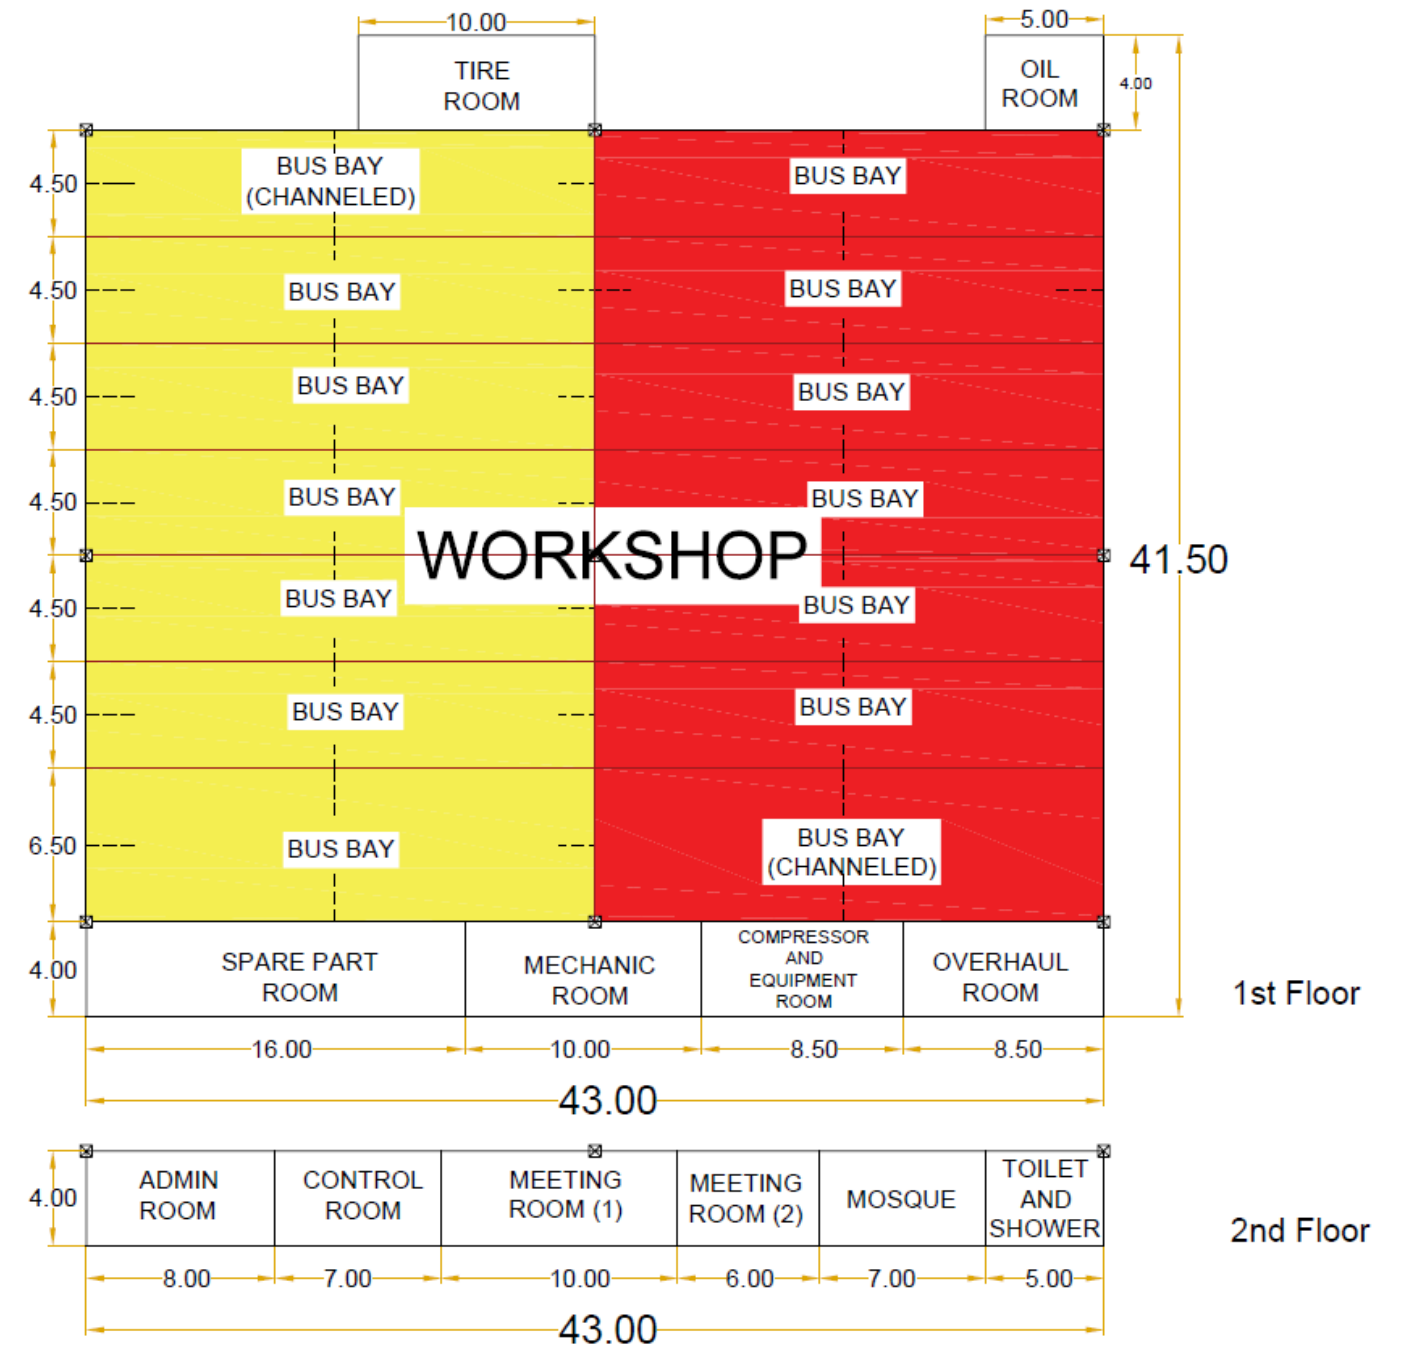 10.00
5.00
TIRE
ROOM
OIL
ROOM
4.00
4.50
BUS BAY
(CHANNELED)
BUS BAY
4.50
BUS BAY
BUS BAY
4.50
BUS BAY
BUS BAY
4.50
BUS BAY
BUS BAY
WORKSHOP
41.50
4.50
BUS BAY
BUS BAY
4.50
BUS BAY
BUS BAY
6.50
BUS BAY
BUS BAY
(CHANNELED)
4.00
SPARE PART
ROOM
MECHANIC
ROOM
COMPRESSOR
AND
EQUIPMENT
ROOM
OVERHAUL
ROOM
1st Floor
16.00
10.00
8.50
8.50
43.00
4.00
ADMIN
ROOM
CONTROL
ROOM
MEETING
ROOM (1)
MEETING
ROOM (2)
MOSQUE
TOILET
AND
SHOWER
2nd Floor
8.00
7.00
10.00
6.00
7.00
5.00
43.00